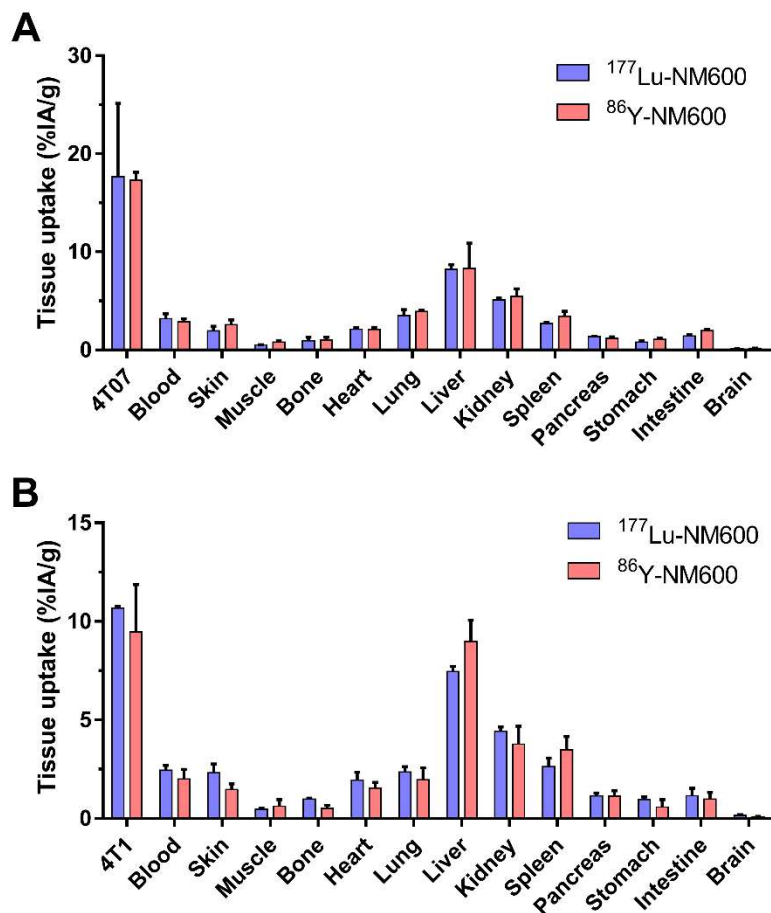 A
Tissue uptake (%IA/g)
30
20
10
0
¹⁷⁷Lu-NM600
⁸⁶Y-NM600
4T07
Blood
Skin
Muscle
Bone
Heart
Lung
Liver
Kidney
Spleen
Pancreas
Stomach
Intestine
Brain
B
Tissue uptake (%IA/g)
15
10
5
0
¹⁷⁷Lu-NM600
⁸⁶Y-NM600
4T1
Blood
Skin
Muscle
Bone
Heart
Lung
Liver
Kidney
Spleen
Pancreas
Stomach
Intestine
Brain